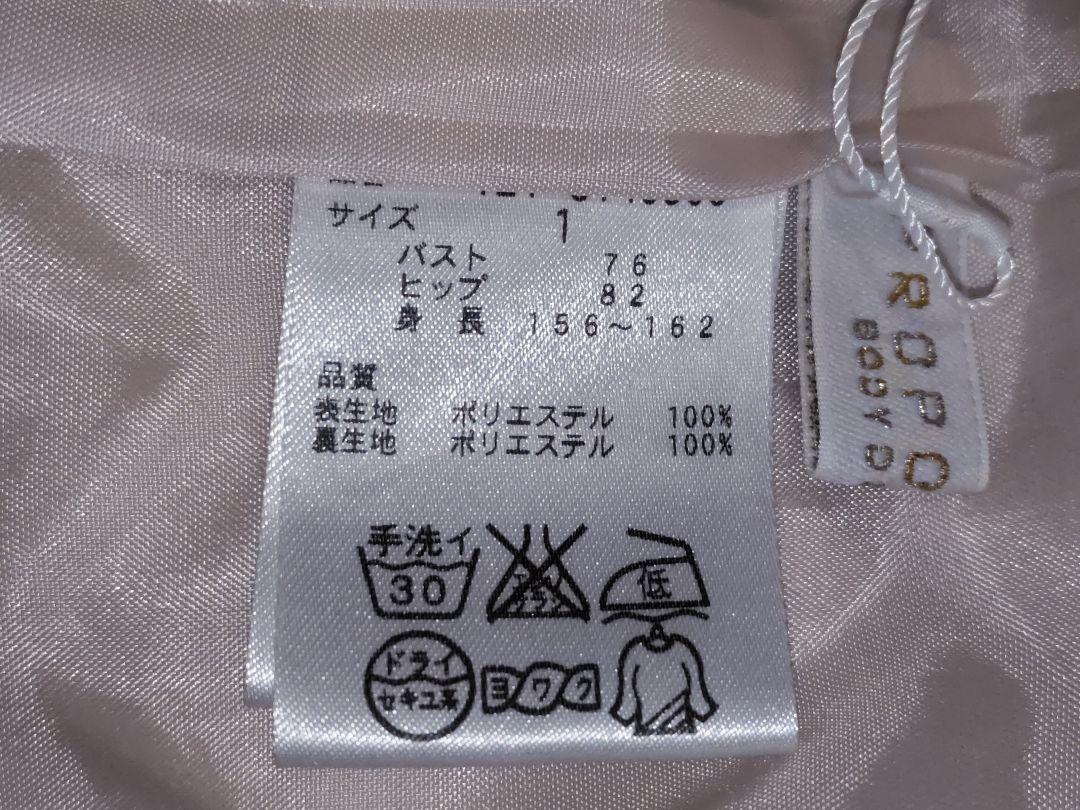 サイズ 1
バスト 76
ヒップ 82
身長 156～162
品質
表生地 ポリエステル 100%
裏生地 ポリエステル 100%
手洗イ
30
低
ドライ
セキユ系
ヨワク
ROPO
BODY